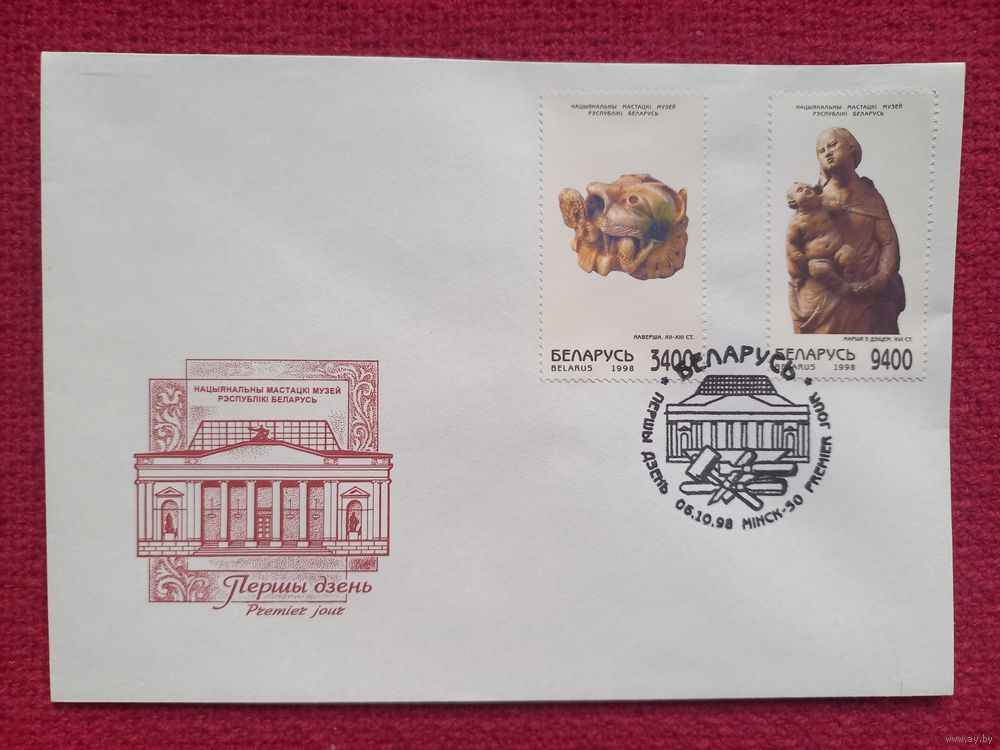 НАЦЫЯНАЛЬНЫ МАСТАЦКІ МУЗЕЙ
РЭСПУБЛІКІ БЕЛАРУСЬ
НАВЕРША. XII-XIII СТ.
БЕЛАРУСЬ 3400
BELARUS 1998
НАЦЫЯНАЛЬНЫ МАСТАЦКІ МУЗЕЙ
РЭСПУБЛІКІ БЕЛАРУСЬ
МАРЫЯ З ДЗІЦЕМ. XVI СТ.
БЕЛАРУСЬ 9400
BELARUS 1998
БЕЛАРУСЬ
ПЕРШЫ ДЗЕНЬ
06.10.98 МІНСК-50
PREMIER JOUR
НАЦЫЯНАЛЬНЫ МАСТАЦКІ МУЗЕЙ
РЭСПУБЛІКІ БЕЛАРУСЬ
Першы дзень
Premier jour
www.ay.by